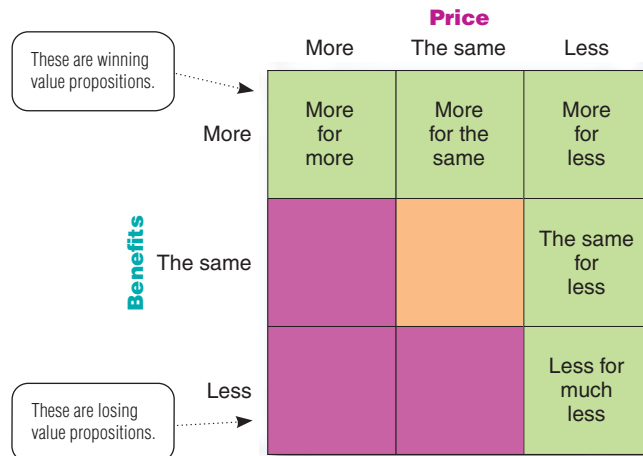 Price
More
The same
Less
These are winning
value propositions.
More
More
for
more
More
for the
same
More
for
less
Benefits
The same
The same
for
less
Less
Less for
much
less
These are losing
value propositions.